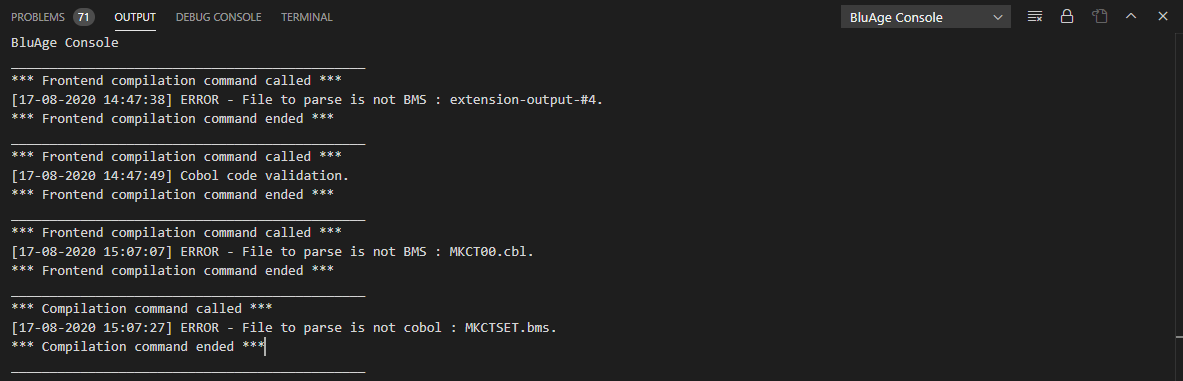 PROBLEMS 71 OUTPUT DEBUG CONSOLE TERMINAL BluAge Console
BluAge Console
*** Frontend compilation command called ***
[17-08-2020 14:47:38] ERROR - File to parse is not BMS : extension-output-#4.
*** Frontend compilation command ended ***
*** Frontend compilation command called ***
[17-08-2020 14:47:49] Cobol code validation.
*** Frontend compilation command ended ***
*** Frontend compilation command called ***
[17-08-2020 15:07:07] ERROR - File to parse is not BMS : MKCT00.cbl.
*** Frontend compilation command ended ***
*** Compilation command called ***
[17-08-2020 15:07:27] ERROR - File to parse is not cobol : MKCTSET.bms.
*** Compilation command ended ***